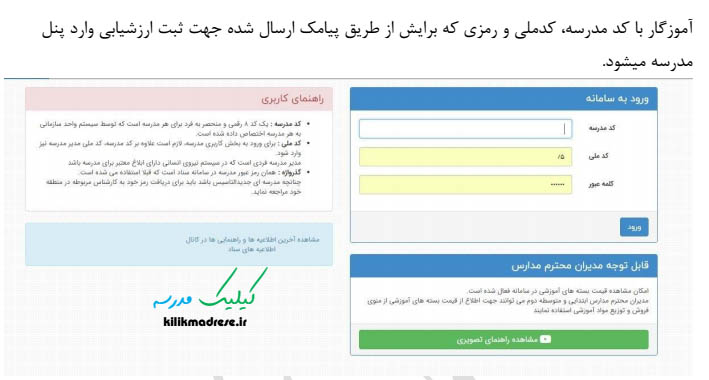 آموزگار با کد مدرسه، کدملی و رمزی که برایش از طریق پیامک ارسال شده جهت ثبت ارزشیابی وارد پنل
مدرسه میشود.
ورود به سامانه
کد مدرسه
کد ملی
۱۵
کلمه عبور
••••••
ورود
قابل توجه مدیران محترم مدارس
امکان مشاهده قیمت بسته های آموزشی در سامانه فعال شده است.
مدیران محترم مدارس ابتدایی و متوسطه دوم می توانند جهت اطلاع از قیمت بسته های آموزشی از منوی
فروش و توزیع مواد آموزشی استفاده نمایند
مشاهده راهنمای تصویری
راهنمای کاربری
کد مدرسه : یک کد ۸ رقمی و منحصر به فرد برای هر مدرسه است که توسط سیستم واحد سازمانی
به هر مدرسه اختصاص داده شده است.
کد ملی : برای ورود به بخش کاربری مدرسه، لازم است علاوه بر کد مدرسه، کد ملی مدیر مدرسه نیز
وارد شود.
مدیر مدرسه فردی است که در سیستم نیروی انسانی دارای ابلاغ معتبر برای مدرسه باشد
گذرواژه : همان رمز عبور مدرسه در سامانه سناد است که قبلا استفاده می شده است.
چنانچه مدرسه ای جدیدالتاسیس باشد باید برای دریافت رمز خود به کارشناس مربوطه در منطقه
خود مراجعه نماید.
مشاهده آخرین اطلاعیه ها و راهنمایی ها در کانال
اطلاعیه های سناد
کیلیک مدرسه
kilikmadrese.ir